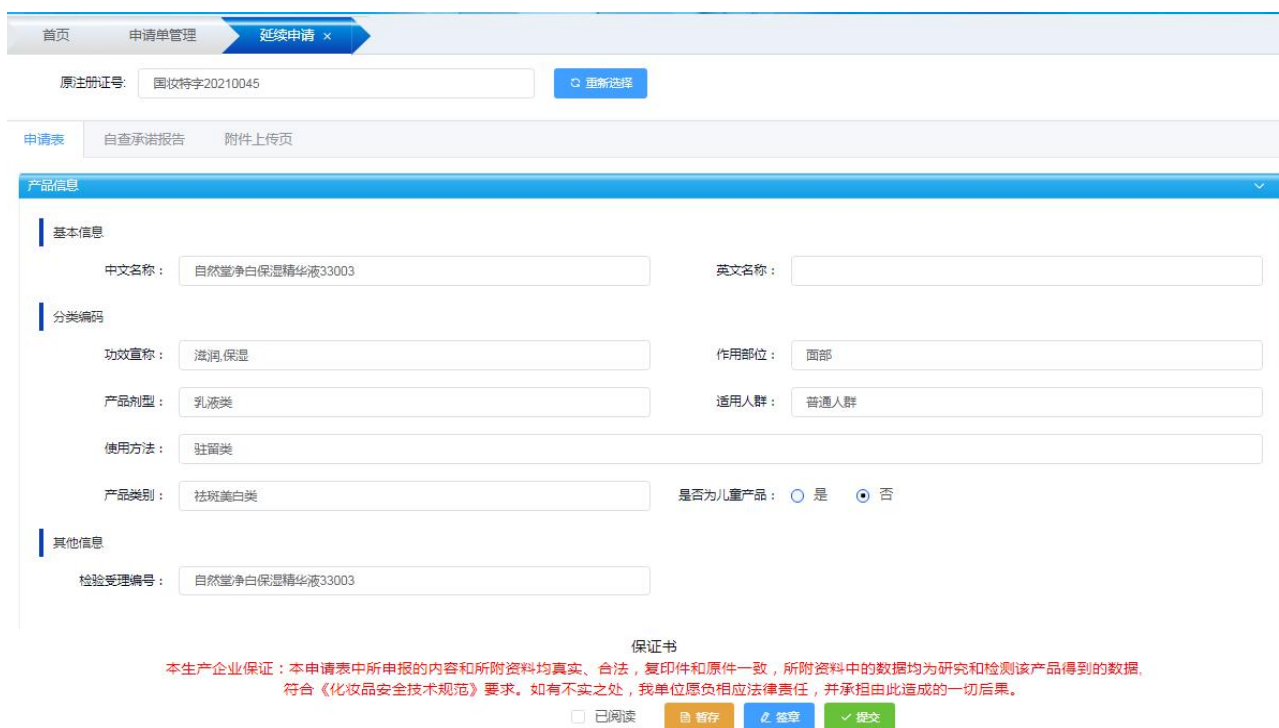 首页 申请单管理 延续申请 ×
原注册证号: 国妆特字20210045 重新选择
申请表 自查承诺报告 附件上传页
产品信息
基本信息
中文名称： 自然堂净白保湿精华液33003 英文名称：
分类编码
功效宣称： 滋润,保湿 作用部位： 面部
产品剂型： 乳液类 适用人群： 普通人群
使用方法： 驻留类
产品类别： 祛斑美白类 是否为儿童产品： 是 否
其他信息
检验受理编号： 自然堂净白保湿精华液33003
保证书
本生产企业保证：本申请表中所申报的内容和所附资料均真实、合法，复印件和原件一致，所附资料中的数据均为研究和检测该产品得到的数据,
符合《化妆品安全技术规范》要求。如有不实之处，我单位愿负相应法律责任，并承担由此造成的一切后果。
已阅读 暂存 签章 提交